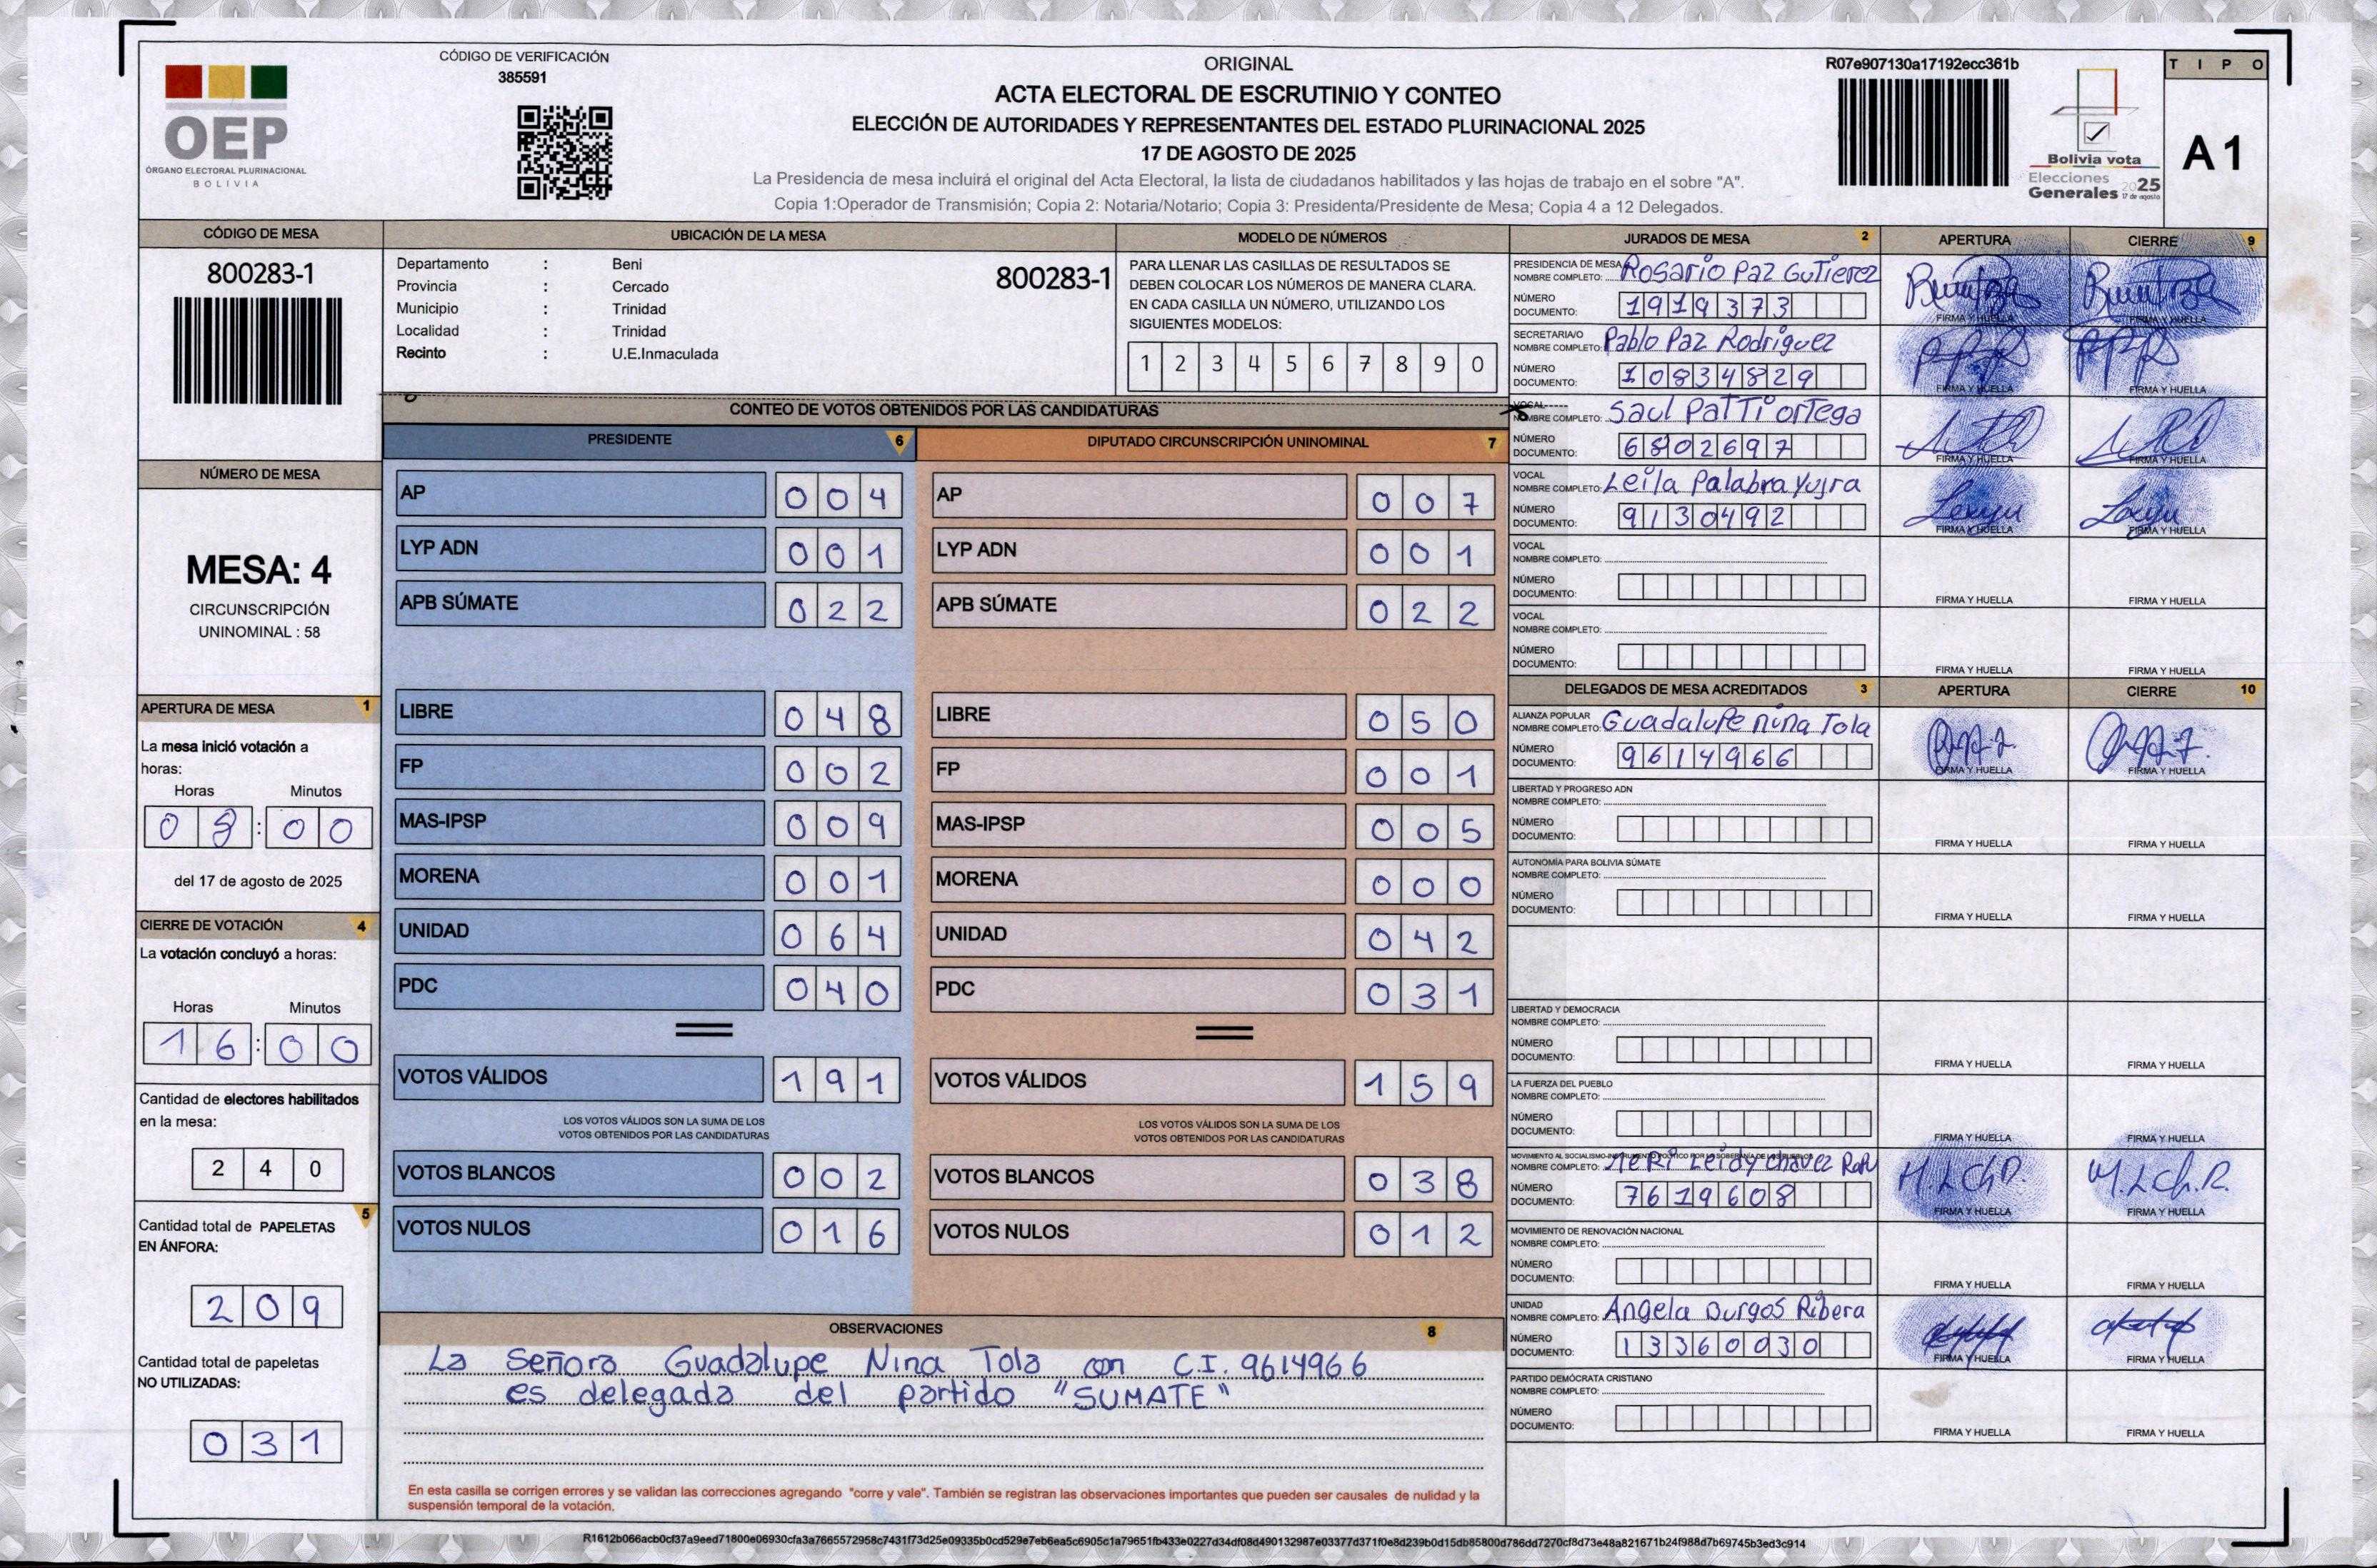 CÓDIGO DE VERIFICACIÓN
385591
OEP
ÓRGANO ELECTORAL PLURINACIONAL
BOLIVIA
ORIGINAL
ACTA ELECTORAL DE ESCRUTINIO Y CONTEO
ELECCIÓN DE AUTORIDADES Y REPRESENTANTES DEL ESTADO PLURINACIONAL 2025
17 DE AGOSTO DE 2025
La Presidencia de mesa incluirá el original del Acta Electoral, la lista de ciudadanos habilitados y las hojas de trabajo en el sobre "A".
Copia 1:Operador de Transmisión; Copia 2: Notaria/Notario; Copia 3: Presidenta/Presidente de Mesa; Copia 4 a 12 Delegados.
R07e907130a17192ecc361b
Bolivia vota
Elecciones
Generales 2025
17 de agosto
TIPO
A 1
CÓDIGO DE MESA
800283-1
UBICACIÓN DE LA MESA
Departamento : Beni
Provincia : Cercado
Municipio : Trinidad
Localidad : Trinidad
Recinto : U.E.Inmaculada
800283-1
MODELO DE NÚMEROS
PARA LLENAR LAS CASILLAS DE RESULTADOS SE
DEBEN COLOCAR LOS NÚMEROS DE MANERA CLARA.
EN CADA CASILLA UN NÚMERO, UTILIZANDO LOS
SIGUIENTES MODELOS:
1 2 3 4 5 6 7 8 9 0
NÚMERO DE MESA
MESA: 4
CIRCUNSCRIPCIÓN
UNINOMINAL : 58
APERTURA DE MESA 1
La mesa inició votación a
horas:
Horas Minutos
08:00
del 17 de agosto de 2025
CIERRE DE VOTACIÓN 4
La votación concluyó a horas:
Horas Minutos
16:00
Cantidad de electores habilitados
en la mesa:
240
5
Cantidad total de PAPELETAS
EN ÁNFORA:
209
Cantidad total de papeletas
NO UTILIZADAS:
031
CONTEO DE VOTOS OBTENIDOS POR LAS CANDIDATURAS
PRESIDENTE 6
AP 004
LYP ADN 001
APB SÚMATE 022
LIBRE 048
FP 002
MAS-IPSP 009
MORENA 001
UNIDAD 064
PDC 040
VOTOS VÁLIDOS 191
LOS VOTOS VÁLIDOS SON LA SUMA DE LOS
VOTOS OBTENIDOS POR LAS CANDIDATURAS
VOTOS BLANCOS 002
VOTOS NULOS 016
DIPUTADO CIRCUNSCRIPCIÓN UNINOMINAL 7
AP 007
LYP ADN 001
APB SÚMATE 022
LIBRE 050
FP 001
MAS-IPSP 005
MORENA 000
UNIDAD 042
PDC 031
VOTOS VÁLIDOS 159
LOS VOTOS VÁLIDOS SON LA SUMA DE LOS
VOTOS OBTENIDOS POR LAS CANDIDATURAS
VOTOS BLANCOS 038
VOTOS NULOS 012
OBSERVACIONES 8
La Señora Guadalupe Nina Tola con C.I. 9614966
es delegada del partido "SUMATE"
En esta casilla se corrigen errores y se validan las correcciones agregando "corre y vale". También se registran las observaciones importantes que pueden ser causales de nulidad y la
suspensión temporal de la votación.
JURADOS DE MESA 2 APERTURA CIERRE 9
PRESIDENCIA DE MESA
NOMBRE COMPLETO: Rosario Paz Gutierez
NÚMERO
DOCUMENTO: 1919373
FIRMA Y HUELLA FIRMA Y HUELLA
SECRETARIA/O
NOMBRE COMPLETO: Pablo Paz Rodriguez
NÚMERO
DOCUMENTO: 10834829
FIRMA Y HUELLA FIRMA Y HUELLA
VOCAL
NOMBRE COMPLETO: Saul Patti Ortega
NÚMERO
DOCUMENTO: 6802697
FIRMA Y HUELLA FIRMA Y HUELLA
VOCAL
NOMBRE COMPLETO: Leila Palabra Yujra
NÚMERO
DOCUMENTO: 9130492
FIRMA Y HUELLA FIRMA Y HUELLA
VOCAL
NOMBRE COMPLETO:
NÚMERO
DOCUMENTO:
FIRMA Y HUELLA FIRMA Y HUELLA
VOCAL
NOMBRE COMPLETO:
NÚMERO
DOCUMENTO:
FIRMA Y HUELLA FIRMA Y HUELLA
DELEGADOS DE MESA ACREDITADOS 3 APERTURA CIERRE 10
ALIANZA POPULAR
NOMBRE COMPLETO: Guadalupe nina Tola
NÚMERO
DOCUMENTO: 9614966
FIRMA Y HUELLA FIRMA Y HUELLA
LIBERTAD Y PROGRESO ADN
NOMBRE COMPLETO:
NÚMERO
DOCUMENTO:
FIRMA Y HUELLA FIRMA Y HUELLA
AUTONOMÍA PARA BOLIVIA SÚMATE
NOMBRE COMPLETO:
NÚMERO
DOCUMENTO:
FIRMA Y HUELLA FIRMA Y HUELLA
LIBERTAD Y DEMOCRACIA
NOMBRE COMPLETO:
NÚMERO
DOCUMENTO:
FIRMA Y HUELLA FIRMA Y HUELLA
LA FUERZA DEL PUEBLO
NOMBRE COMPLETO:
NÚMERO
DOCUMENTO:
FIRMA Y HUELLA FIRMA Y HUELLA
MOVIMIENTO AL SOCIALISMO-INSTRUMENTO POLÍTICO POR LA SOBERANÍA DE LOS PUEBLOS
NOMBRE COMPLETO: Meri Leidy chavez
NÚMERO
DOCUMENTO: 7619608
M.L.Ch.R. M.L.Ch.R.
FIRMA Y HUELLA FIRMA Y HUELLA
MOVIMIENTO DE RENOVACIÓN NACIONAL
NOMBRE COMPLETO:
NÚMERO
DOCUMENTO:
FIRMA Y HUELLA FIRMA Y HUELLA
UNIDAD
NOMBRE COMPLETO: Angela Burgos Ribera
NÚMERO
DOCUMENTO: 13360930
FIRMA Y HUELLA FIRMA Y HUELLA
PARTIDO DEMÓCRATA CRISTIANO
NOMBRE COMPLETO:
NÚMERO
DOCUMENTO:
FIRMA Y HUELLA FIRMA Y HUELLA